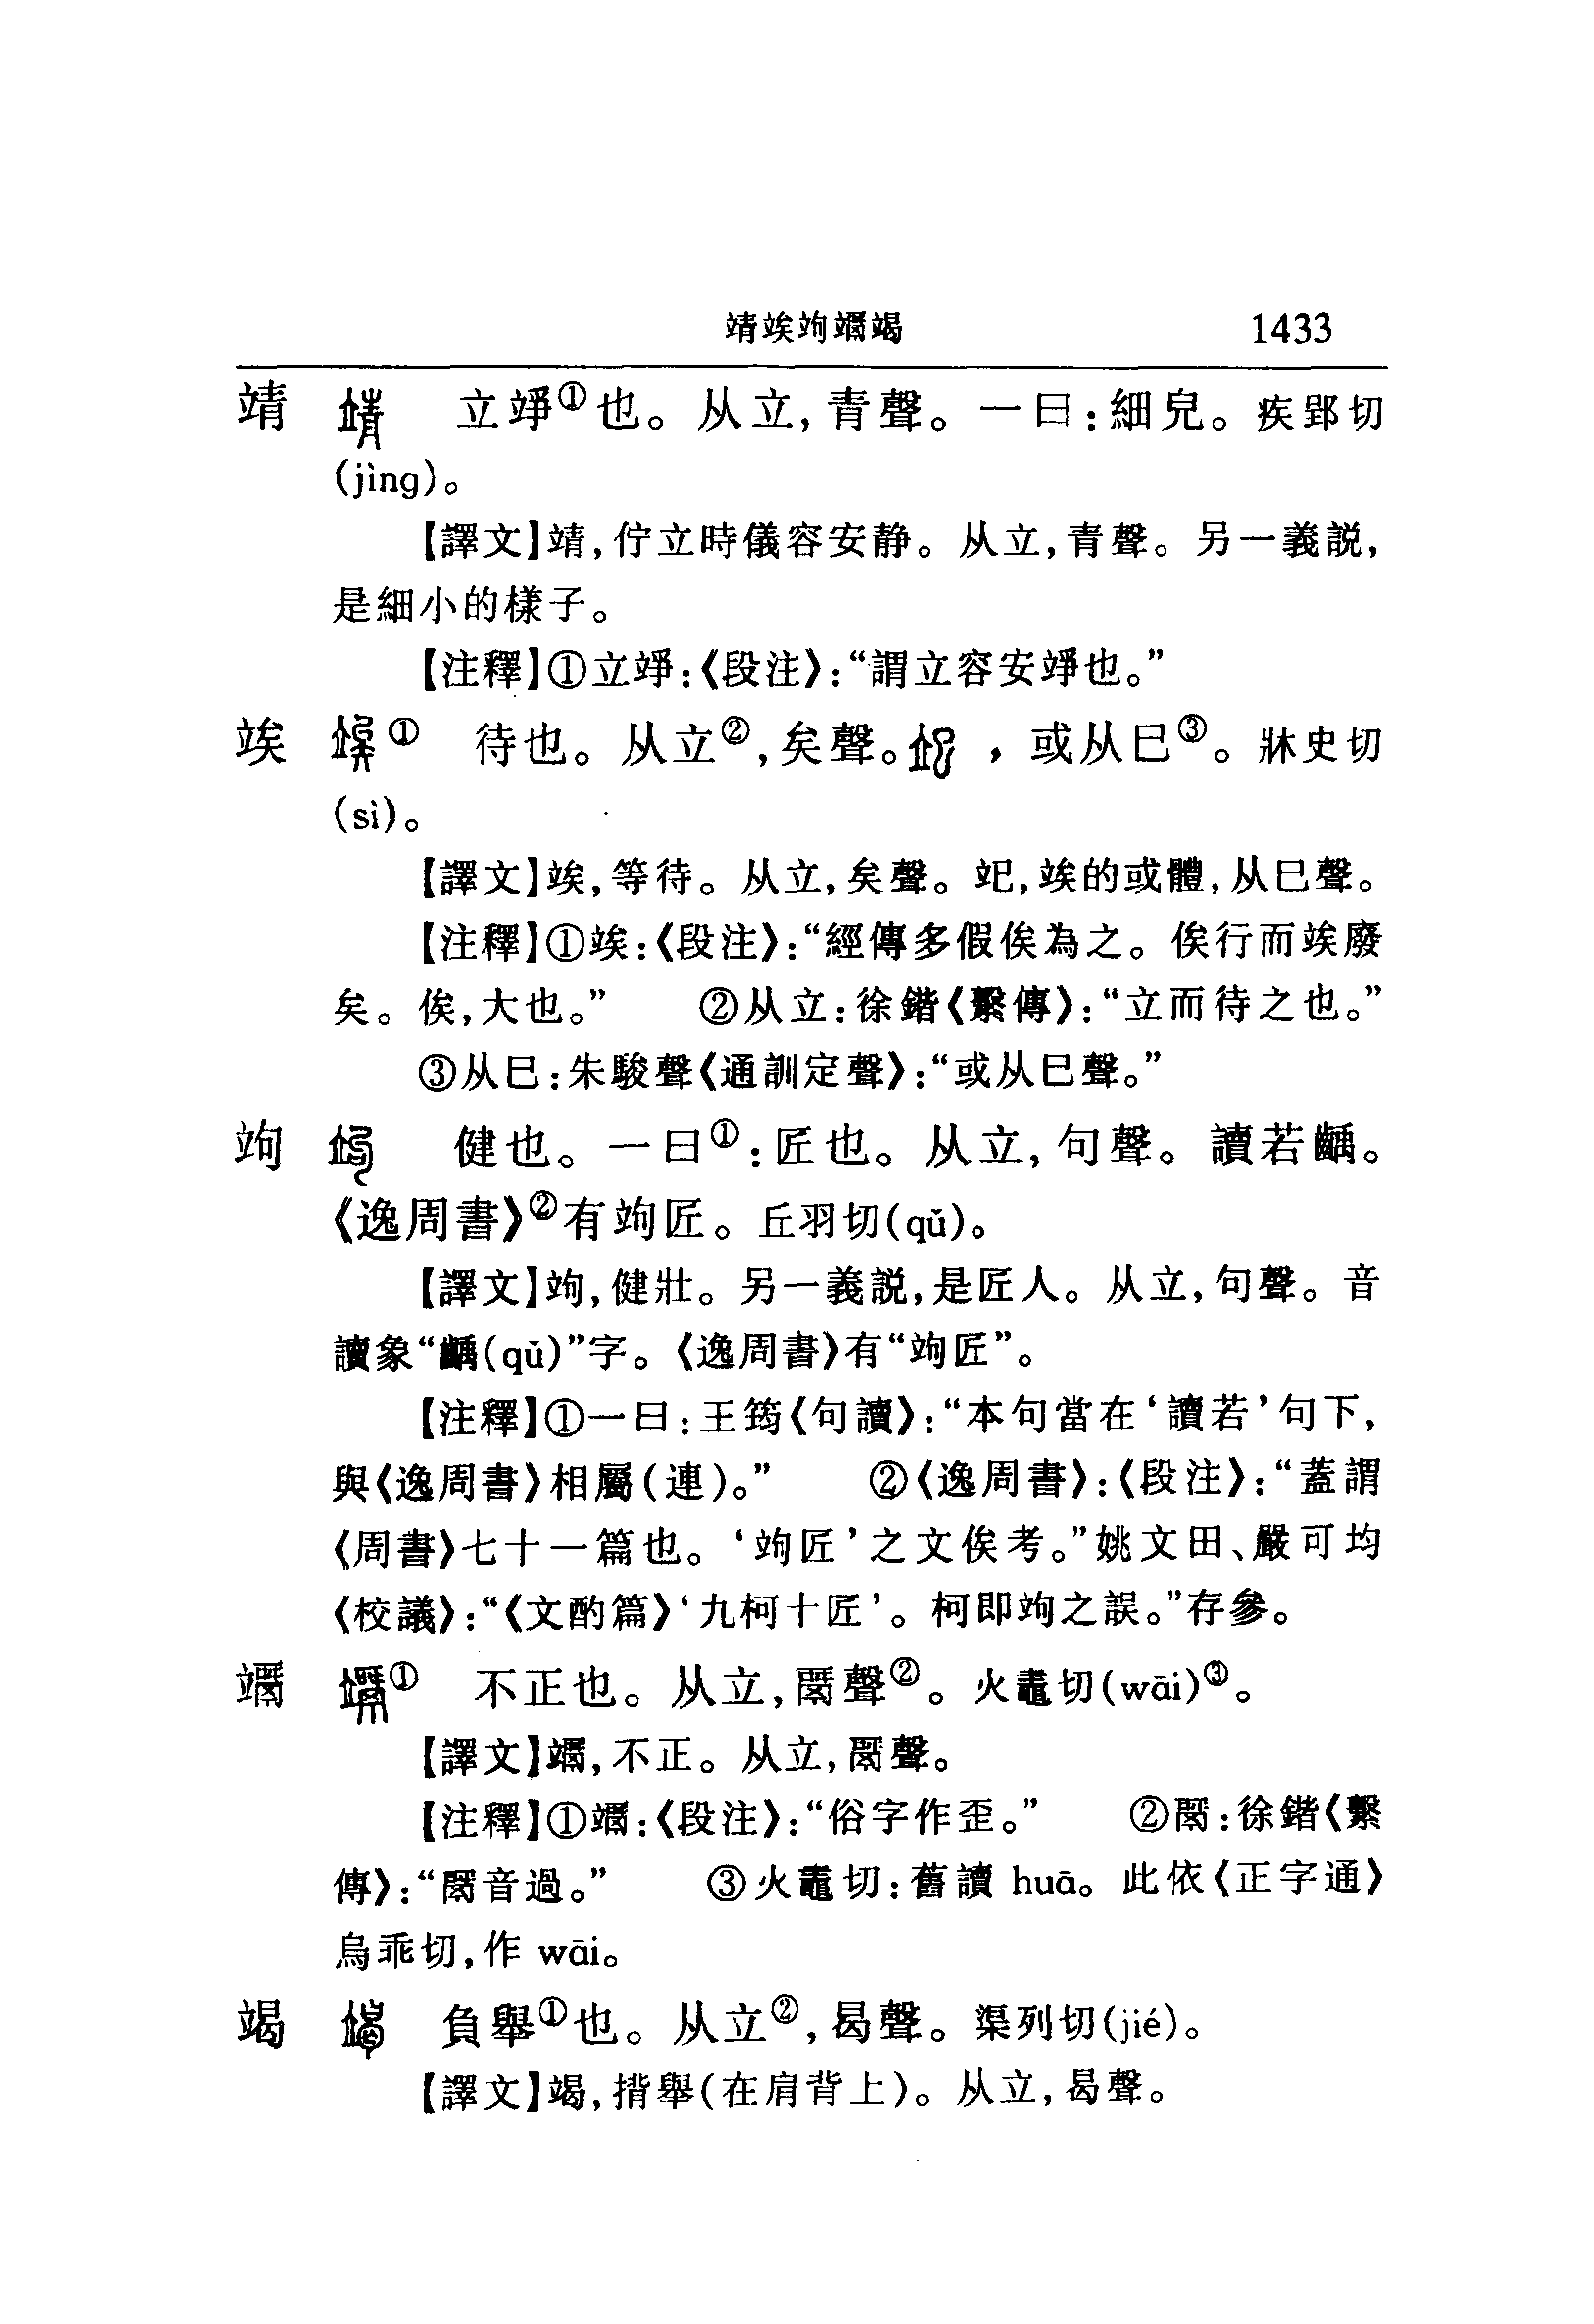 靖竢竘䇏竭 1433
靖 立竫①也。从立,青聲。一曰:細皃。疾郢切
(jìng)。
【譯文】靖,佇立時儀容安静。从立,青聲。另一義説,
是細小的樣子。
【注釋】①立竫:《段注》:“謂立容安竫也。”
竢 ① 待也。从立②,矣聲。 ,或从巳③。牀史切
(sì)。
【譯文】竢,等待。从立,矣聲。竢的或體,从巳聲。
【注釋】①竢:《段注》:“經傳多假俟為之。俟行而竢廢
矣。俟,大也。” ②从立:徐鍇《繫傳》:“立而待之也。”
③从巳:朱駿聲《通訓定聲》:“或从巳聲。”
竘 健也。一曰①:匠也。从立,句聲。讀若齲。
《逸周書》②有竘匠。丘羽切(qǔ)。
【譯文】竘,健壯。另一義説,是匠人。从立,句聲。音
讀象“齲(qǔ)”字。《逸周書》有“竘匠”。
【注釋】①一曰:王筠《句讀》:“本句當在‘讀若’句下,
與《逸周書》相屬(連)。” ②《逸周書》:《段注》:“蓋謂
《周書》七十一篇也。‘竘匠’之文俟考。”姚文田、嚴可均
《校議》:“《文酌篇》‘九柯十匠’。柯即竘之誤。”存參。
① 不正也。从立,䙎聲②。火鼃切(wāi)③。
【譯文】不正。从立,䙎聲。
【注釋】①《段注》:“俗字作歪。” ②䙎:徐鍇《繫
傳》:“䙎音過。” ③火鼃切:舊讀 huā。此依《正字通》
烏乖切,作 wāi。
竭 負舉①也。从立②,曷聲。渠列切(jié)。
【譯文】竭,揹舉(在肩背上)。从立,曷聲。